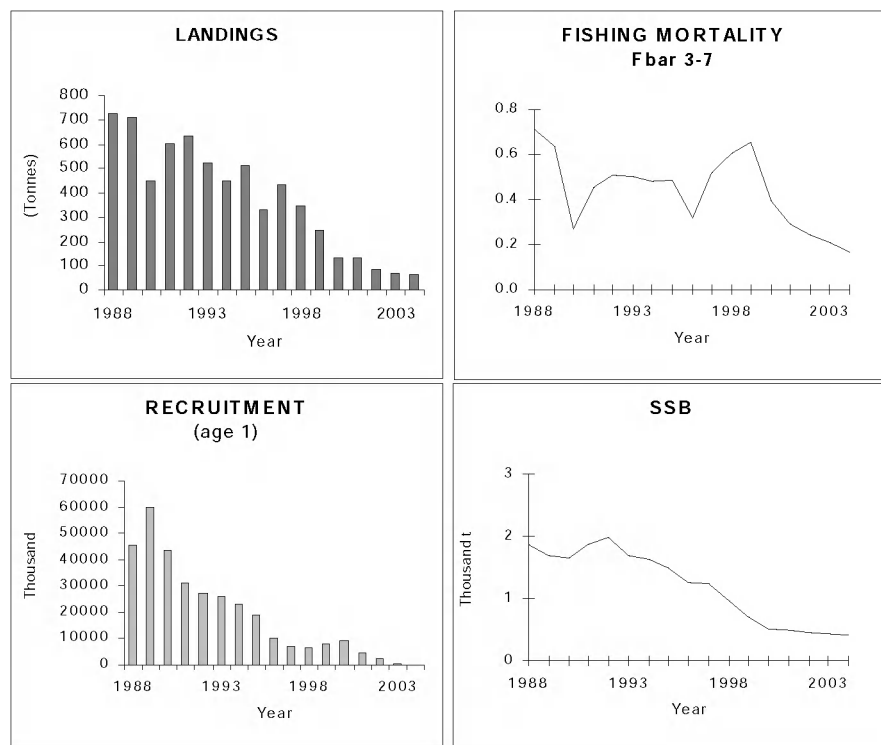 LANDINGS
800
700
600
500
400
300
200
100
0
(Tonnes)
1988 1993 1998 2003
Year
FISHING MORTALITY
Fbar 3-7
0.8
0.6
0.4
0.2
0.0
1988 1993 1998 2003
Year
RECRUITMENT
(age 1)
70000
60000
50000
40000
30000
20000
10000
0
Thousand
1988 1993 1998 2003
Year
SSB
3
2
1
0
Thousand t
1988 1993 1998 2003
Year